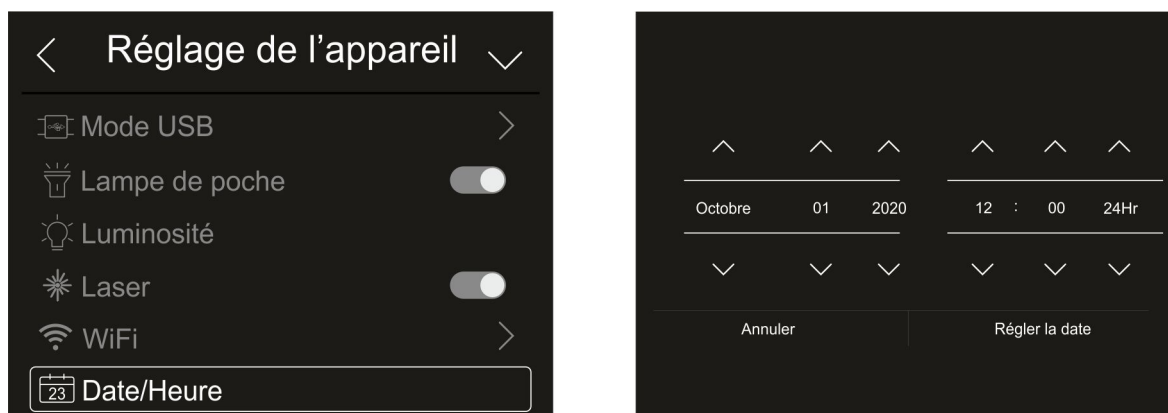 Réglage de l’appareil
Mode USB
Lampe de poche
Luminosité
Laser
WiFi
23 Date/Heure
Octobre 01 2020 12 : 00 24Hr
Annuler Régler la date